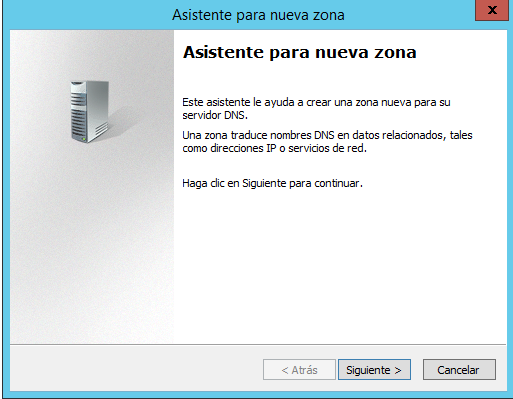 Asistente para nueva zona
x
Asistente para nueva zona
Este asistente le ayuda a crear una zona nueva para su
servidor DNS.
Una zona traduce nombres DNS en datos relacionados, tales
como direcciones IP o servicios de red.
Haga clic en Siguiente para continuar.
< Atrás Siguiente > Cancelar